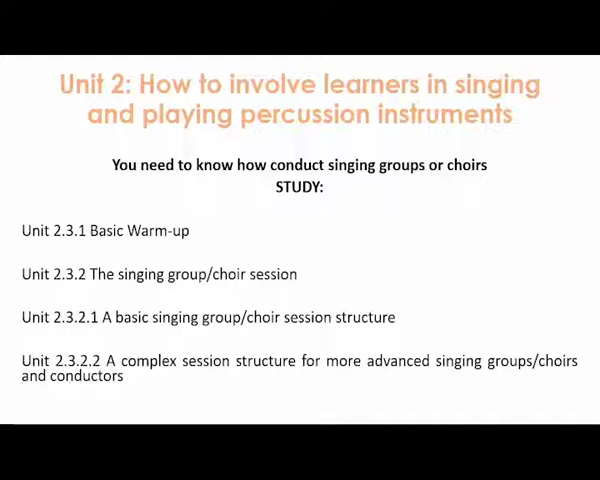 Unit 2: How to involve learners in singing
and playing percussion instruments
You need to know how conduct singing groups or choirs
STUDY:
Unit 2.3.1 Basic Warm-up
Unit 2.3.2 The singing group/choir session
Unit 2.3.2.1 A basic singing group/choir session structure
Unit 2.3.2.2 A complex session structure for more advanced singing groups/choirs
and conductors